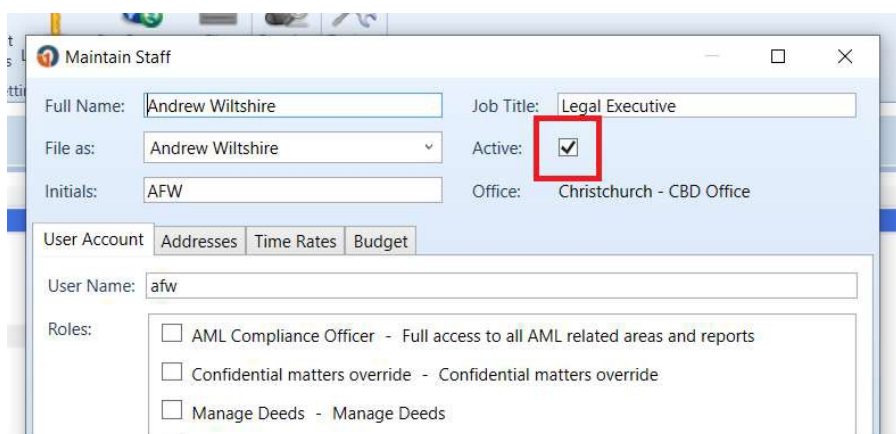 Maintain Staff
Full Name: Andrew Wiltshire Job Title: Legal Executive
File as: Andrew Wiltshire Active:
Initials: AFW Office: Christchurch - CBD Office
User Account Addresses Time Rates Budget
User Name: afw
Roles: AML Compliance Officer - Full access to all AML related areas and reports
Confidential matters override - Confidential matters override
Manage Deeds - Manage Deeds